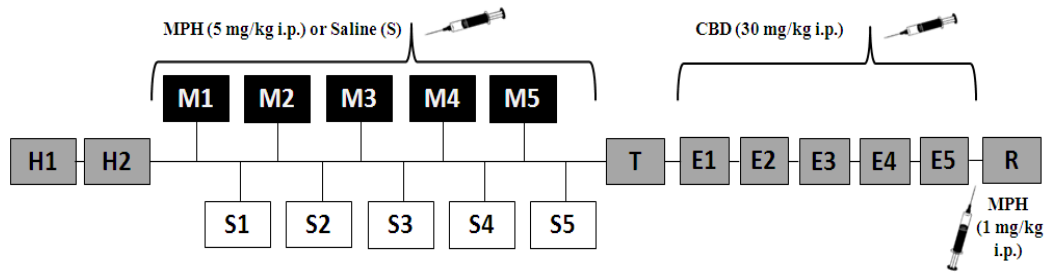 MPH (5 mg/kg i.p.) or Saline (S)
CBD (30 mg/kg i.p.)
M1 M2 M3 M4 M5
H1 H2 T E1 E2 E3 E4 E5 R
S1 S2 S3 S4 S5
MPH
(1 mg/kg
i.p.)